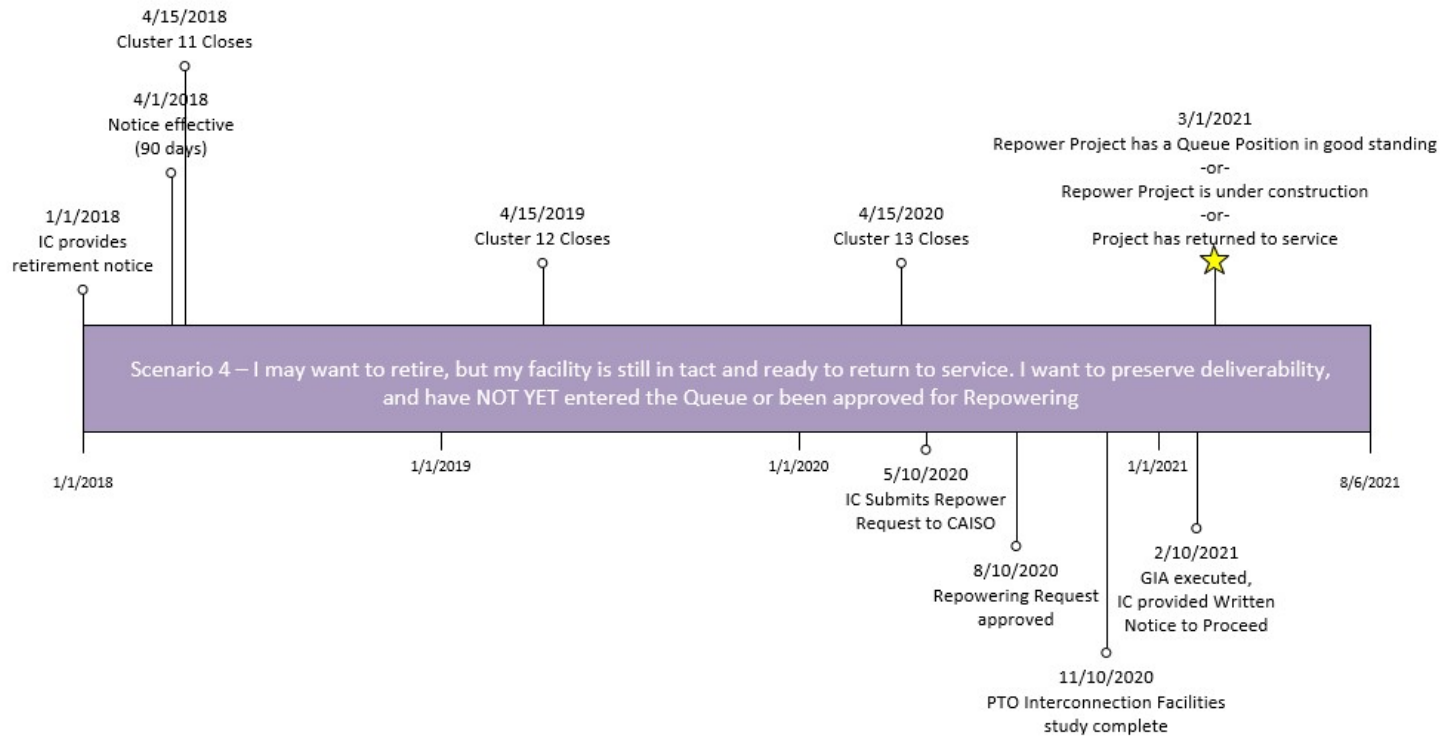 4/15/2018
Cluster 11 Closes
4/1/2018
Notice effective
(90 days)
1/1/2018
IC provides
retirement notice
4/15/2019
Cluster 12 Closes
4/15/2020
Cluster 13 Closes
3/1/2021
Repower Project has a Queue Position in good standing
-or-
Repower Project is under construction
-or-
Project has returned to service
Scenario 4 – I may want to retire, but my facility is still in tact and ready to return to service. I want to preserve deliverability,
and have NOT YET entered the Queue or been approved for Repowering
1/1/2018
1/1/2019
1/1/2020
1/1/2021
8/6/2021
5/10/2020
IC Submits Repower
Request to CAISO
8/10/2020
Repowering Request
approved
11/10/2020
PTO Interconnection Facilities
study complete
2/10/2021
GIA executed,
IC provided Written
Notice to Proceed